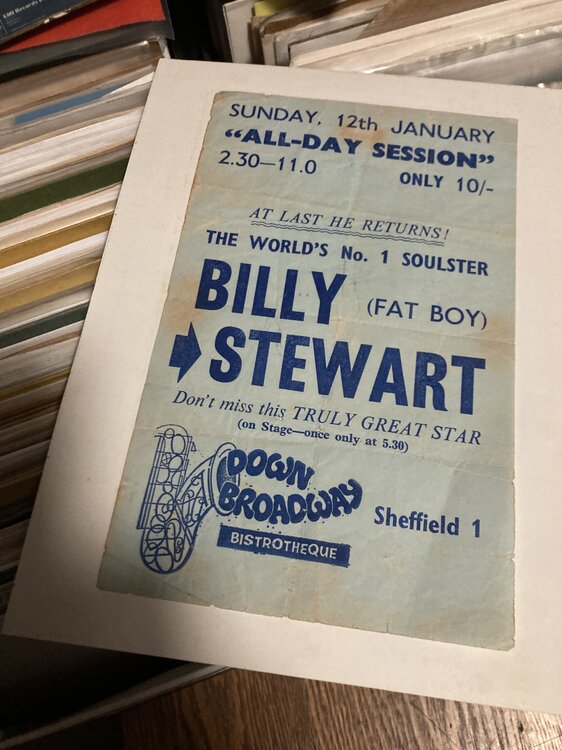 EMI Records
SUNDAY, 12th JANUARY
“ALL-DAY SESSION”
2.30—11.0 ONLY 10/-
AT LAST HE RETURNS!
THE WORLD'S No. 1 SOULSTER
BILLY (FAT BOY)
STEWART
Don't miss this TRULY GREAT STAR
(on Stage—once only at 5.30)
DOWN
BROADWAY
BISTROTHEQUE
Sheffield 1